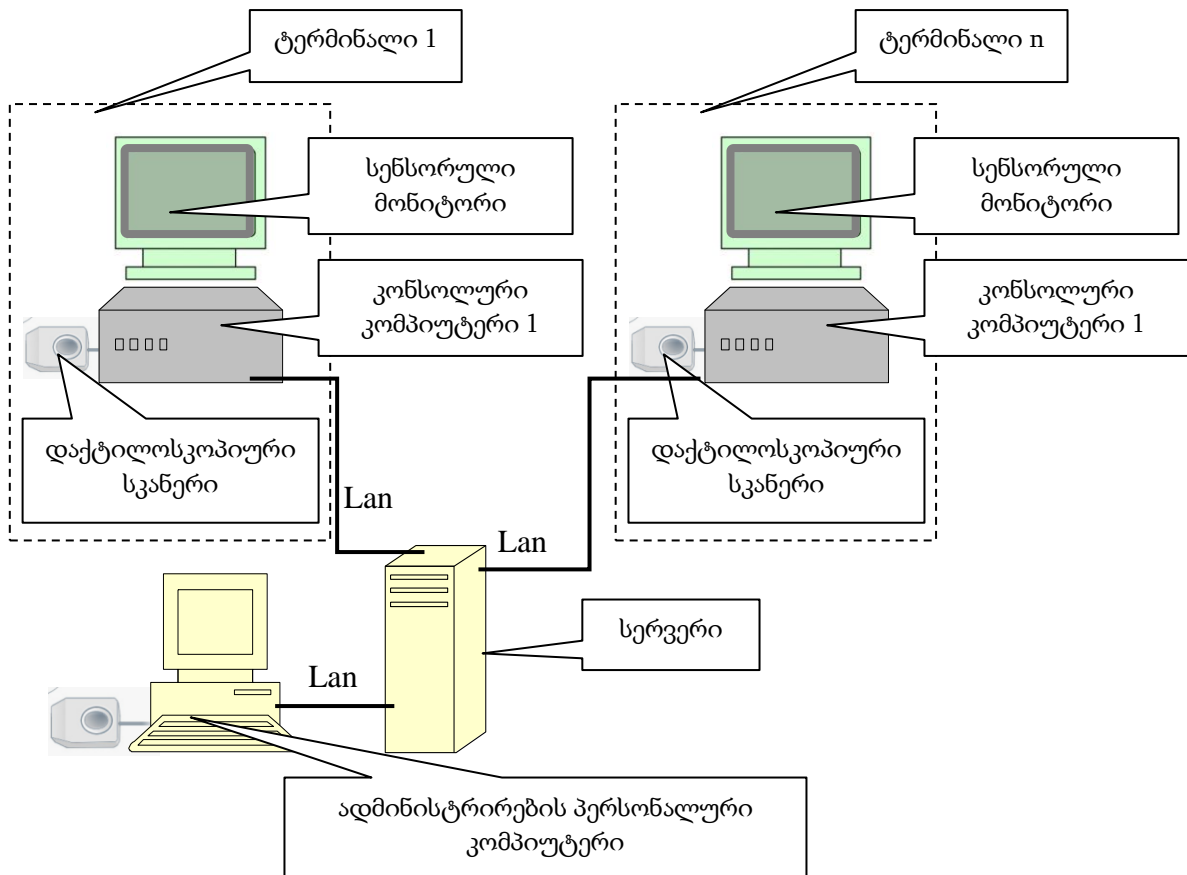 ტერმინალი 1
ტერმინალი n
სენსორული
მონიტორი
სენსორული
მონიტორი
კონსოლური
კომპიუტერი 1
კონსოლური
კომპიუტერი 1
დაქტილოსკოპიური
სკანერი
დაქტილოსკოპიური
სკანერი
Lan
Lan
სერვერი
Lan
ადმინისტრირების პერსონალური
კომპიუტერი